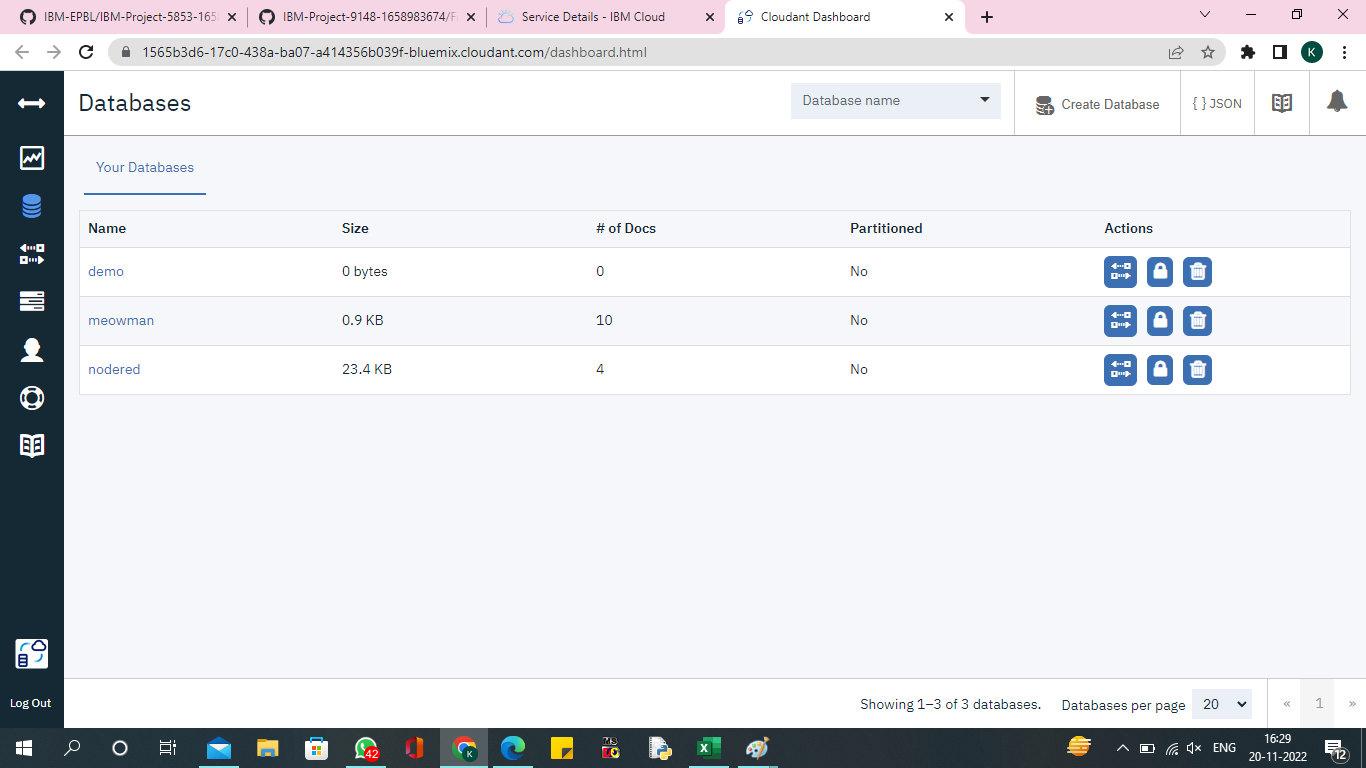 IBM-EPBL/IBM-Project-5853-165
IBM-Project-9148-1658983674/F
Service Details - IBM Cloud
Cloudant Dashboard
1565b3d6-17c0-438a-ba07-a414356b039f-bluemix.cloudant.com/dashboard.html
K
Databases
Database name
Create Database
{ } JSON
Your Databases
Name Size # of Docs Partitioned Actions
demo 0 bytes 0 No
meowman 0.9 KB 10 No
nodered 23.4 KB 4 No
Log Out
Showing 1–3 of 3 databases.
Databases per page 20
« 1 »
42
K
ENG
16:29
20-11-2022
12